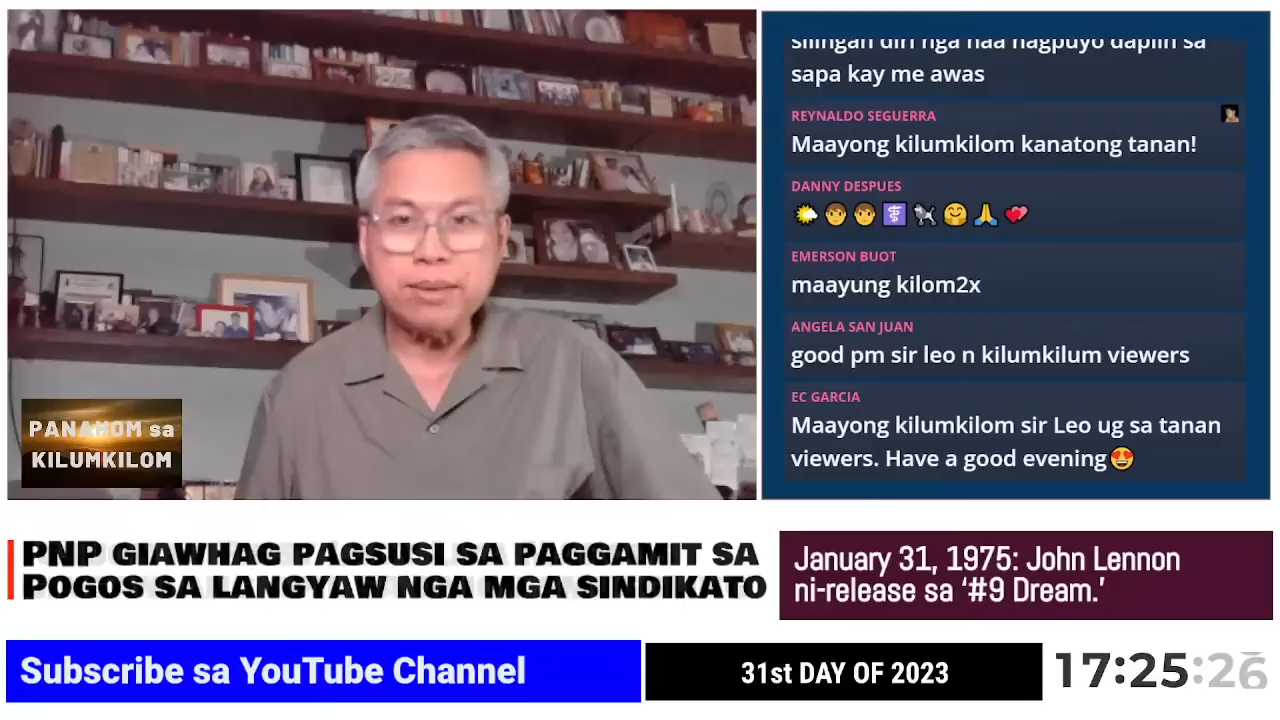 sa
sapa kay me awas
REYNALDO SEGUERRA
Maayong kilumkilom kanatong tanan!
DANNY DESPUES
🌤️👨👨⚕️🐕‍🦺🤗🙏💕
EMERSON BUOT
maayung kilom2x
ANGELA SAN JUAN
good pm sir leo n kilumkilum viewers
EC GARCIA
Maayong kilumkilom sir Leo ug sa tanan
viewers. Have a good evening😍
PANAHOM sa
KILUMKILOM
PNP GIAWHAG PAGSUSI SA PAGGAMIT SA
POGOS SA LANGYAW NGA MGA SINDIKATO
January 31, 1975: John Lennon
ni-release sa ‘#9 Dream.’
Subscribe sa YouTube Channel
31st DAY OF 2023
17:25:26